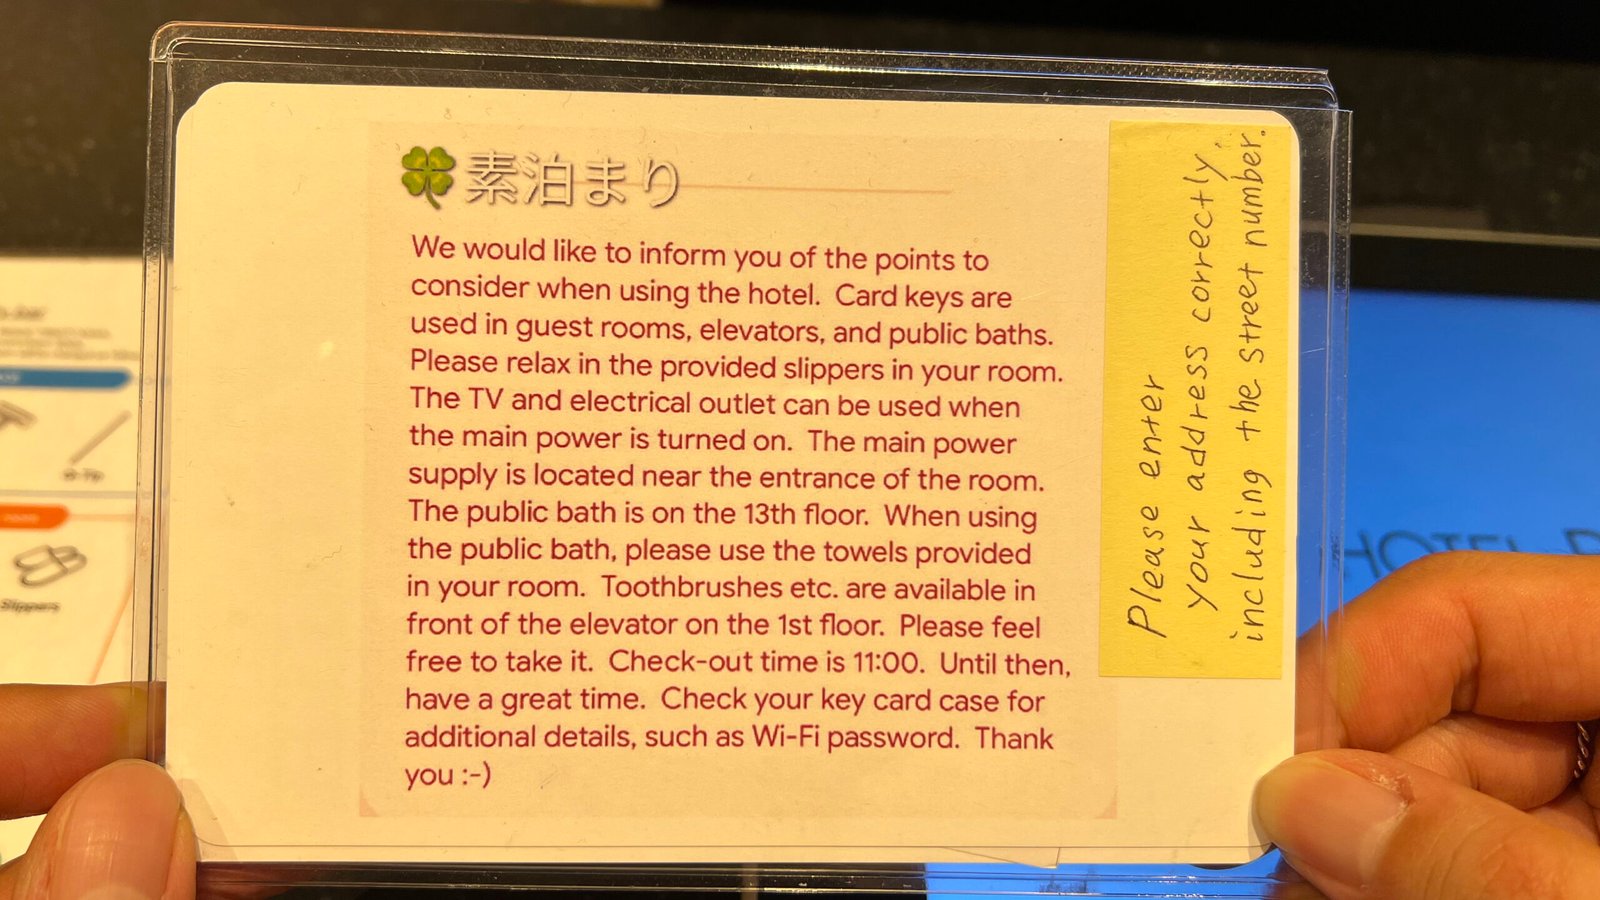 🍀素泊まり
We would like to inform you of the points to
consider when using the hotel.  Card keys are
used in guest rooms, elevators, and public baths.
Please relax in the provided slippers in your room.
The TV and electrical outlet can be used when
the main power is turned on.  The main power
supply is located near the entrance of the room.
The public bath is on the 13th floor.  When using
the public bath, please use the towels provided
in your room.  Toothbrushes etc. are available in
front of the elevator on the 1st floor.  Please feel
free to take it.  Check-out time is 11:00.  Until then,
have a great time.  Check your key card case for
additional details, such as Wi-Fi password.  Thank
you :-)
Please enter
your address correctly,
including the street number.
Slippers
HOTEL